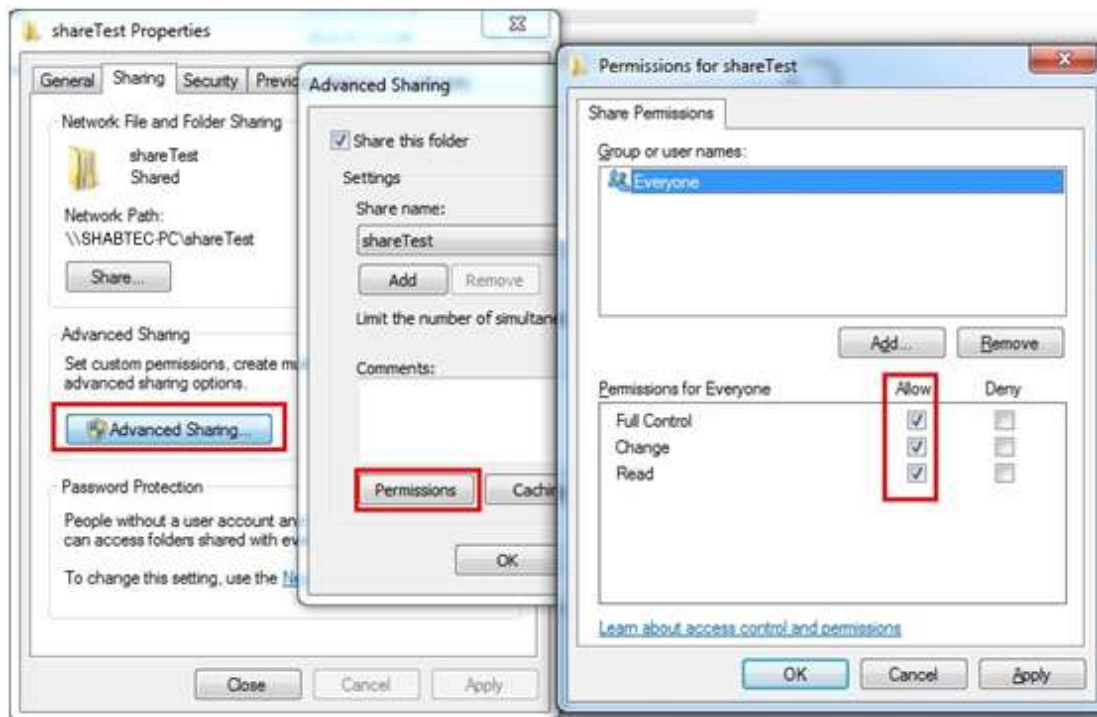 shareTest Properties
General Sharing Security Previo
Network File and Folder Sharing
shareTest
Shared
Network Path:
\\SHABTEC-PC\shareTest
Share...
Advanced Sharing
Set custom permissions, create mu
advanced sharing options.
Advanced Sharing...
Password Protection
People without a user account an
can access folders shared with ev
To change this setting, use the Ne
Close Cancel Apply
Advanced Sharing
Share this folder
Settings
Share name:
shareTest
Add Remove
Limit the number of simultane
Comments:
Permissions Cachin
OK
Permissions for shareTest
Share Permissions
Group or user names:
Everyone
Add... Remove
Permissions for Everyone Allow Deny
Full Control
Change
Read
Learn about access control and permissions
OK Cancel Apply